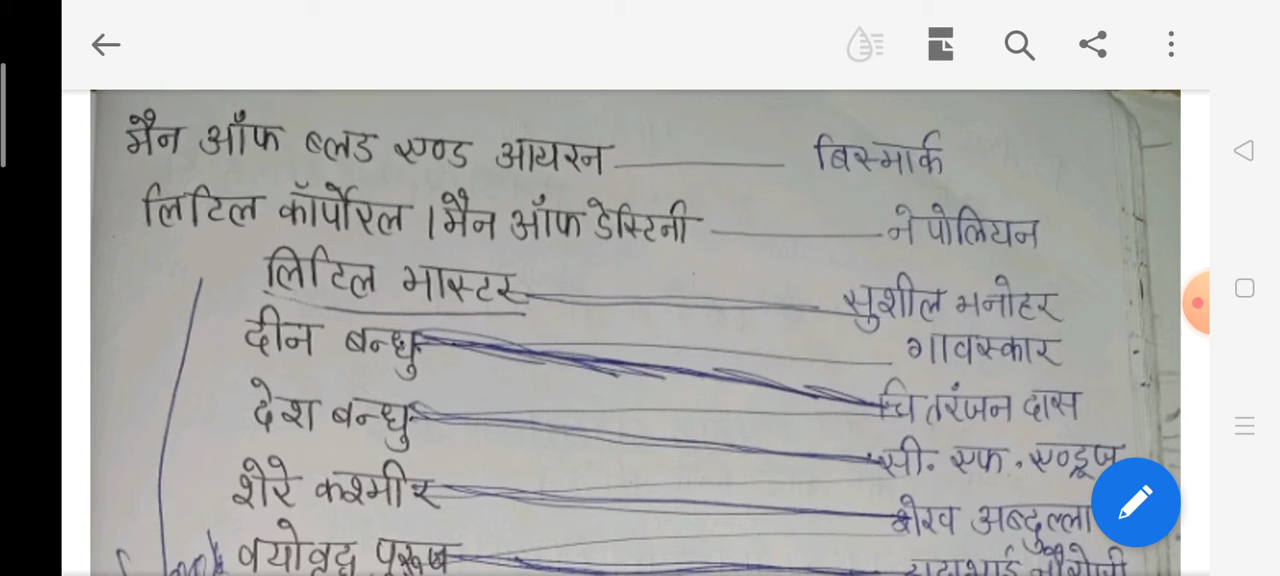 मैन ऑफ ब्लड एण्ड आयरन बिस्मार्क
लिटिल कॉर्पोरल । मैन ऑफ डेस्टिनी नेपोलियन
लिटिल मास्टर सुशील मनोहर
गावस्कार
दीन बन्धु चितरंजन दास
देश बन्धु सी. एफ. एण्ड्रूज
शेरे कश्मीर शेख अब्दुल्ला
वयोवृद्ध पुरूष